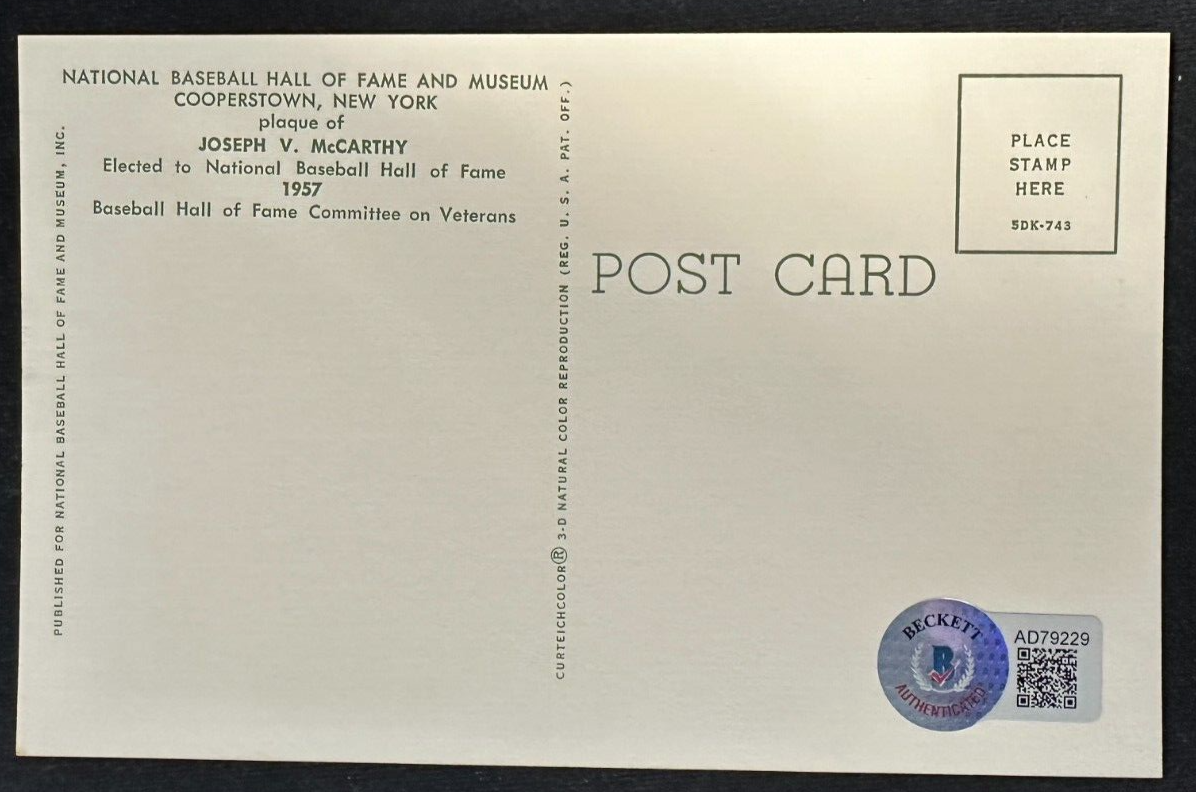 NATIONAL BASEBALL HALL OF FAME AND MUSEUM
COOPERSTOWN, NEW YORK
plaque of
JOSEPH V. McCARTHY
Elected to National Baseball Hall of Fame
1957
Baseball Hall of Fame Committee on Veterans
PUBLISHED FOR NATIONAL BASEBALL HALL OF FAME AND MUSEUM, INC.
CURTEICHCOLOR® 3-D NATURAL COLOR REPRODUCTION (REG. U. S. A. PAT. OFF.)
POST CARD
PLACE
STAMP
HERE
5DK-743
BECKETT
B
AUTHENTICATED
AD79229